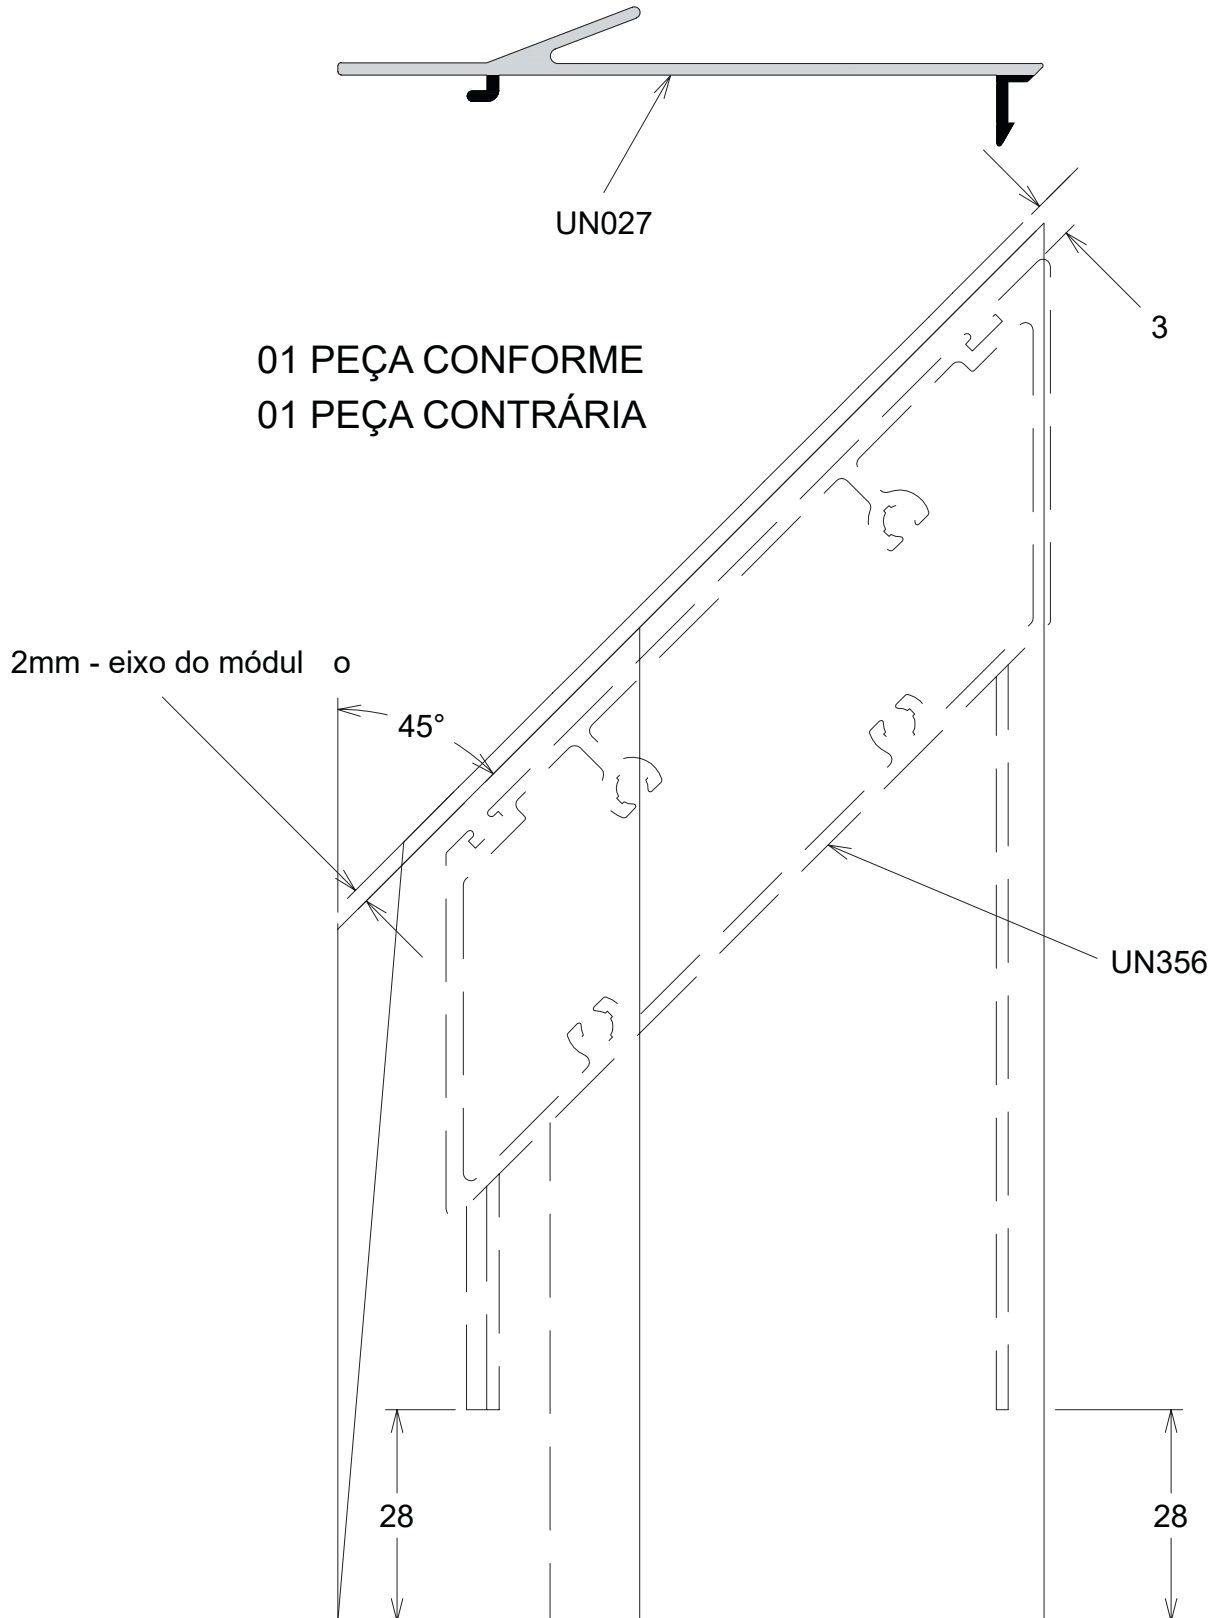 UN027
3
01 PEÇA CONFORME
01 PEÇA CONTRÁRIA
2mm - eixo do módul o
45°
UN356
28
28